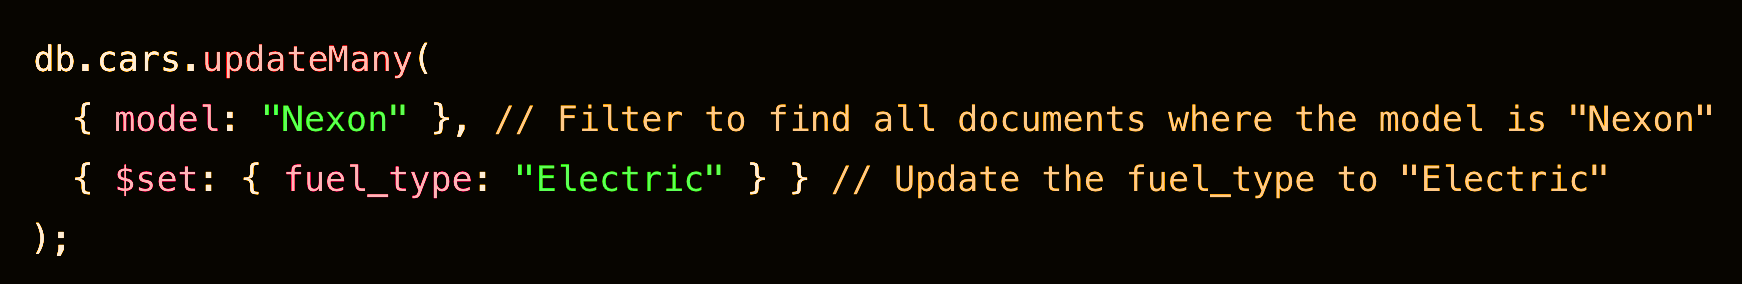 db.cars.updateMany(
  { model: "Nexon" }, // Filter to find all documents where the model is "Nexon"
  { $set: { fuel_type: "Electric" } } // Update the fuel_type to "Electric"
);